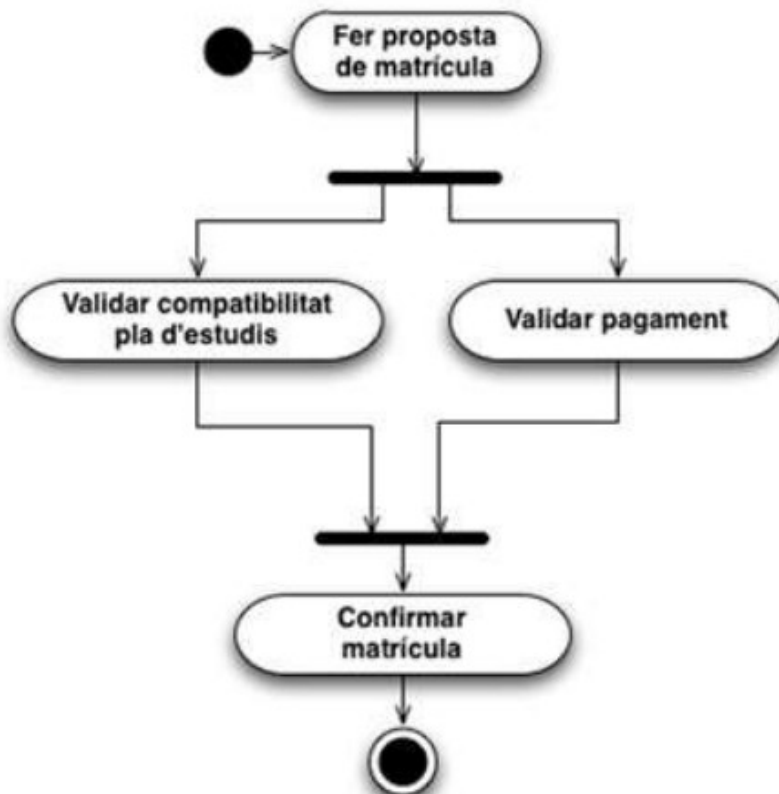 Fer proposta
de matrícula
Validar compatibilitat
pla d'estudis
Validar pagament
Confirmar
matrícula